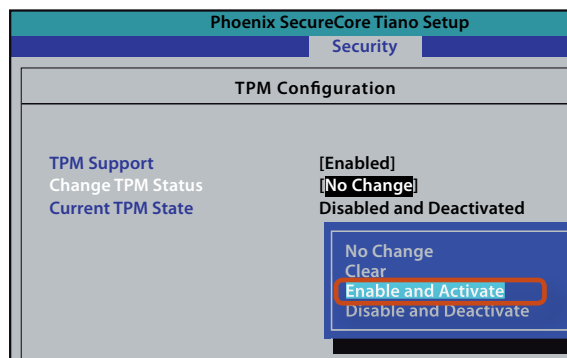 Phoenix SecureCore Tiano Setup
Security
TPM Configuration
TPM Support [Enabled]
Change TPM Status [No Change]
Current TPM State Disabled and Deactivated
No Change
Clear
Enable and Activate
Disable and Deactivate